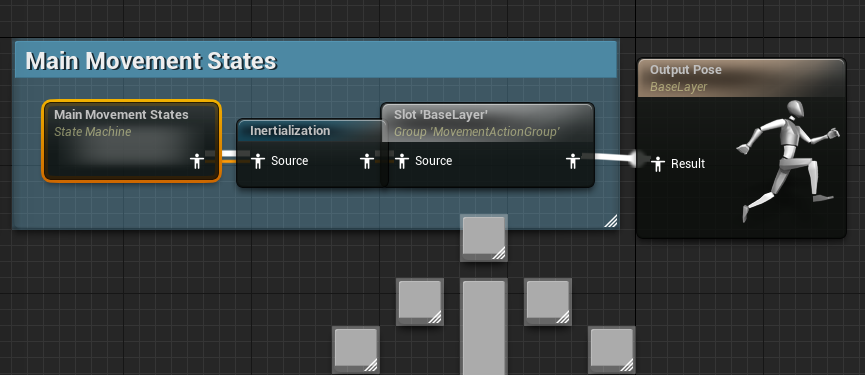 Main Movement States
Main Movement States
State Machine
Inertialization
Source
Slot 'BaseLayer'
Group 'MovementActionGroup'
Source
Output Pose
BaseLayer
Result